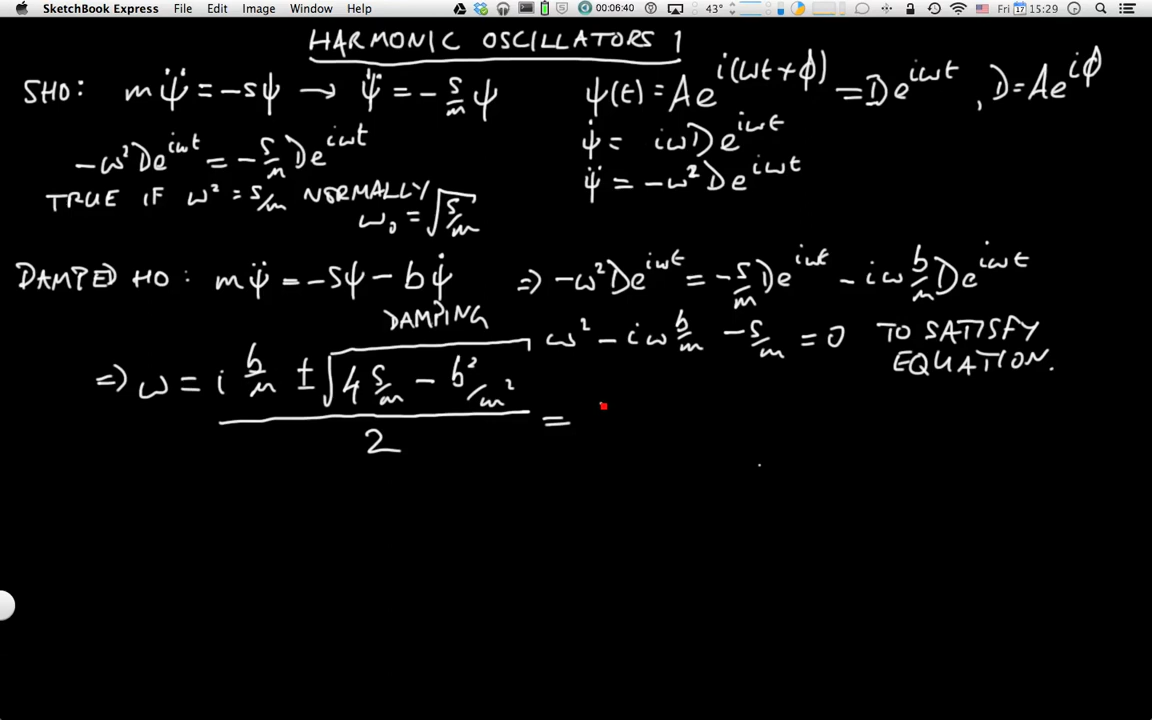 SketchBook Express File Edit Image Window Help 00:06:40 43° Fri 17 15:29
HARMONIC OSCILLATORS 1
SHO: mψ̈ = -sψ → ψ̈ = -s/m ψ
ψ(t) = Ae^{i(ωt+φ)} = De^{iωt}, D = Ae^{iφ}
ψ̇ = iωDe^{iωt}
-ω²De^{iωt} = -s/m De^{iωt}
ψ̈ = -ω²De^{iωt}
TRUE IF ω² = s/m NORMALLY
ω₀ = √(s/m)
DAMPED HO: mψ̈ = -sψ - bψ̇ ⇒ -ω²De^{iωt} = -s/m De^{iωt} - iω b/m De^{iωt}
DAMPING
ω² - iω b/m - s/m = 0 TO SATISFY
EQUATION.
⇒ ω = (i b/m ± √(4 s/m - b²/m²)) / 2 =